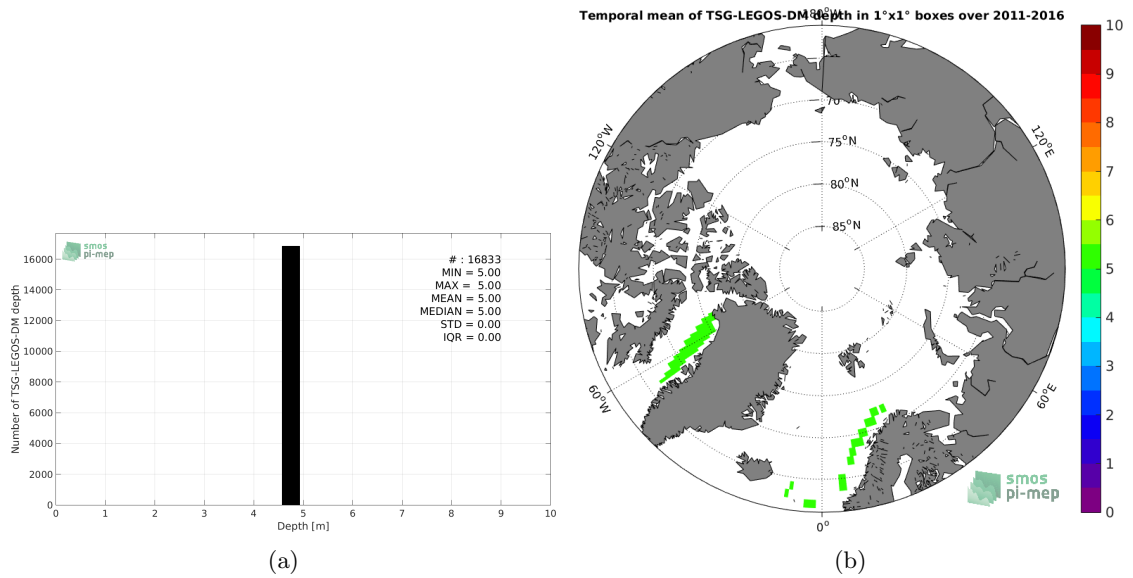 smos
pi-mep
# : 16833
MIN = 5.00
MAX = 5.00
MEAN = 5.00
MEDIAN = 5.00
STD = 0.00
IQR = 0.00
Number of TSG-LEGOS-DM depth
16000
14000
12000
10000
8000
6000
4000
2000
0
0 1 2 3 4 5 6 7 8 9 10
Depth [m]
(a)
Temporal mean of TSG-LEGOS-DM depth in 1°x1° boxes over 2011-2016
180°W
120°W
120°E
70
75°N
80°N
85°N
60°W
60°E
0°
smos
pi-mep
10
9
8
7
6
5
4
3
2
1
0
(b)